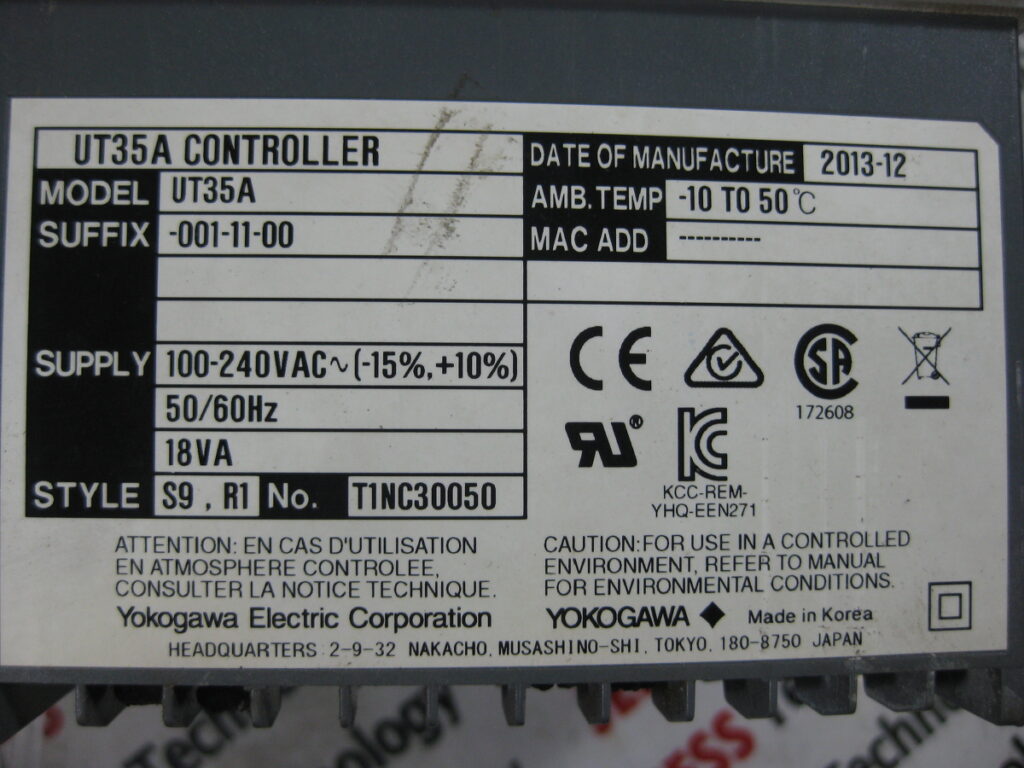 UT35A CONTROLLER
MODEL UT35A
SUFFIX -001-11-00
SUPPLY 100-240VAC~(-15%,+10%)
50/60Hz
18VA
STYLE S9 , R1 No. T1NC30050
DATE OF MANUFACTURE 2013-12
AMB.TEMP -10 TO 50℃
MAC ADD ----------
CE
SA
172608
RU®
KC
KCC-REM-
YHQ-EEN271
ATTENTION: EN CAS D'UTILISATION
EN ATMOSPHERE CONTROLEE,
CONSULTER LA NOTICE TECHNIQUE.
CAUTION:FOR USE IN A CONTROLLED
ENVIRONMENT, REFER TO MANUAL
FOR ENVIRONMENTAL CONDITIONS.
Yokogawa Electric Corporation
YOKOGAWA ◆ Made in Korea
HEADQUARTERS : 2-9-32 NAKACHO, MUSASHINO-SHI, TOKYO, 180-8750 JAPAN